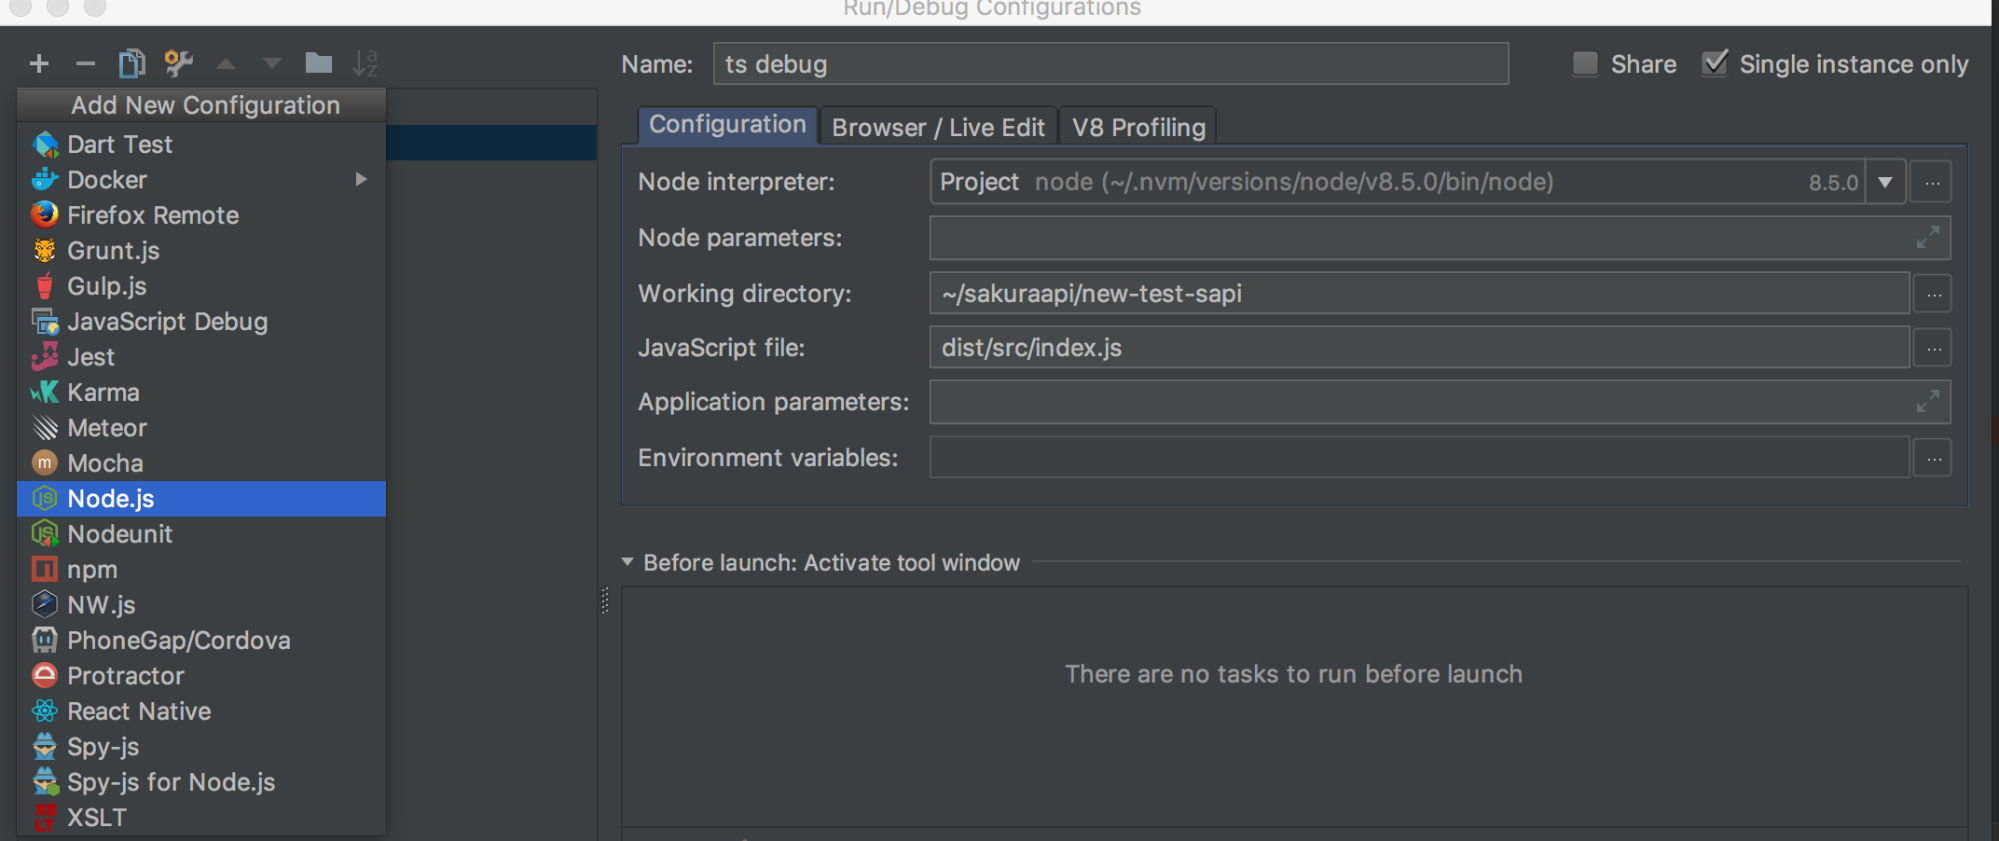 Run/Debug Configurations
Name: ts debug Share Single instance only
Add New Configuration
Dart Test
Docker
Firefox Remote
Grunt.js
Gulp.js
JavaScript Debug
Jest
Karma
Meteor
Mocha
Node.js
Nodeunit
npm
NW.js
PhoneGap/Cordova
Protractor
React Native
Spy-js
Spy-js for Node.js
XSLT
Configuration Browser / Live Edit V8 Profiling
Node interpreter: Project node (~/.nvm/versions/node/v8.5.0/bin/node) 8.5.0 ...
Node parameters:
Working directory: ~/sakuraapi/new-test-sapi ...
JavaScript file: dist/src/index.js ...
Application parameters:
Environment variables: ...
Before launch: Activate tool window
There are no tasks to run before launch